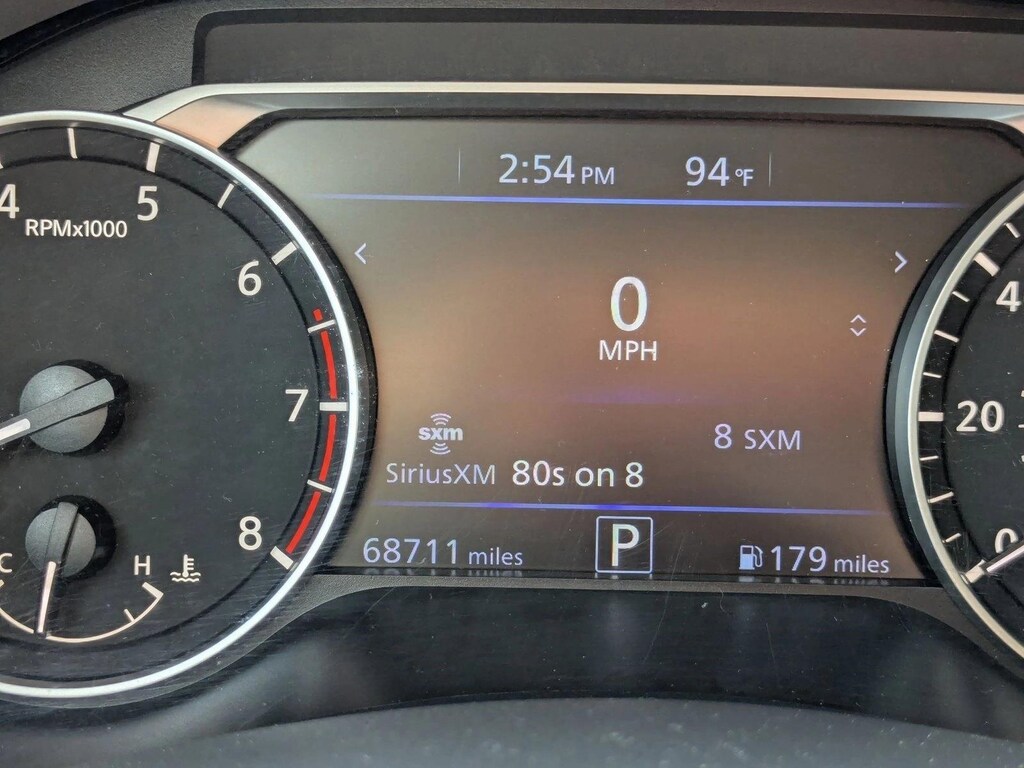 2:54 PM 94 °F
4 5 6 7 8
RPMx1000
0
MPH
sxm
8 SXM
SiriusXM 80s on 8
68711 miles P 179 miles
C H
20
0